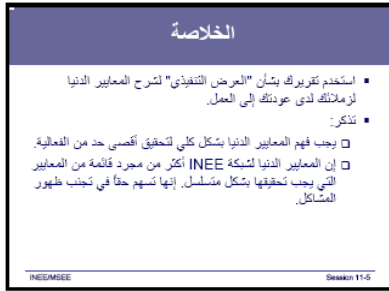 الخلاصة
استخدم تقريرك بشأن "العرض التنفيذي" لشرح المعايير الدنيا
لزملائك لدى عودتك إلى العمل.
تذكر:
يجب فهم المعايير الدنيا بشكل كلي لتحقيق أقصى حد من الفعالية.
إن المعايير الدنيا لشبكة INEE أكثر من مجرد قائمة من المعايير
التي يجب تحقيقها بشكل متسلسل. إنها تسهم حقاً في تجنب ظهور
المشاكل.
INEE/MSEE
Session 11-5